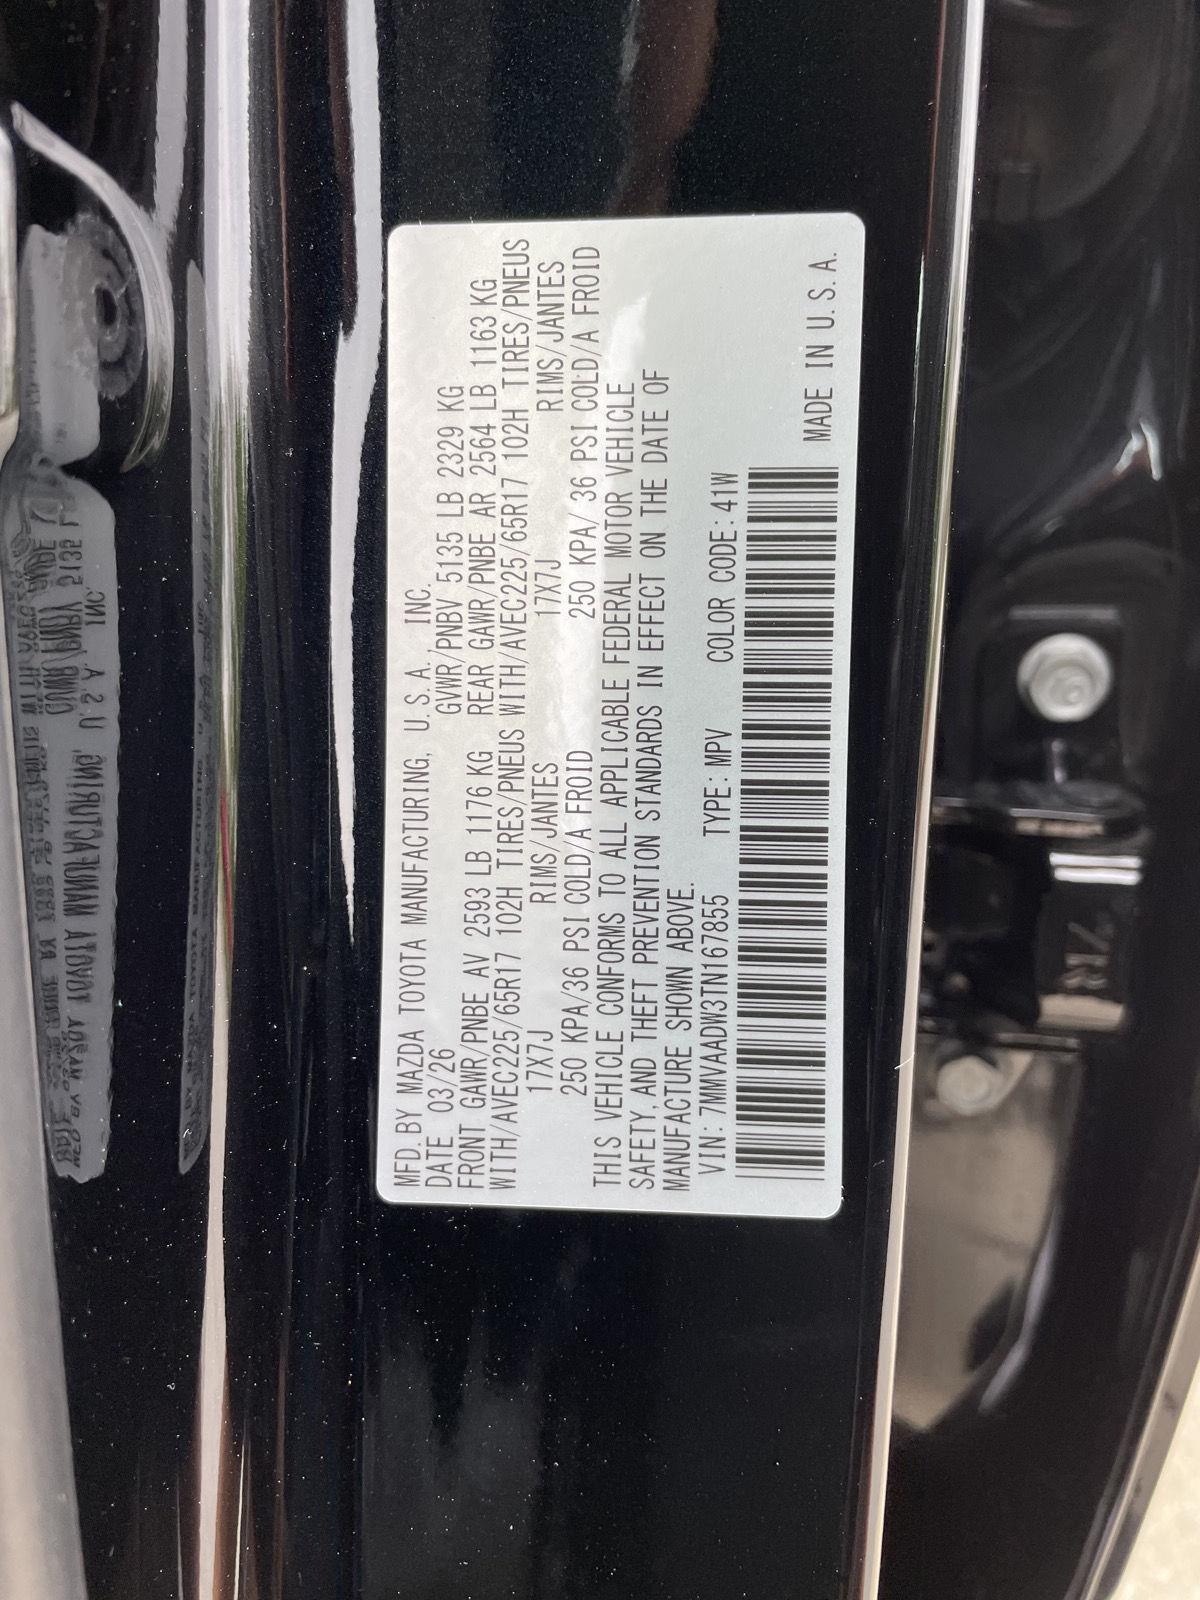 MFD. BY MAZDA TOYOTA MANUFACTURING, U. S. A. INC.
DATE 03/26 GVWR/PNBV 5135 LB 2329 KG
FRONT GAWR/PNBE AV 2593 LB 1176 KG REAR GAWR/PNBE AR 2564 LB 1163 KG
WITH/AVEC225/65R17 102H TIRES/PNEUS WITH/AVEC225/65R17 102H TIRES/PNEUS
17X7J RIMS/JANTES 17X7J RIMS/JANTES
250 KPA/36 PSI COLD/A FROID 250 KPA/ 36 PSI COLD/A FROID
THIS VEHICLE CONFORMS TO ALL APPLICABLE FEDERAL MOTOR VEHICLE
SAFETY, AND THEFT PREVENTION STANDARDS IN EFFECT ON THE DATE OF
MANUFACTURE SHOWN ABOVE.
VIN: 7MMVAADW3TN167855 TYPE: MPV COLOR CODE: 41W
MADE IN U. S. A.